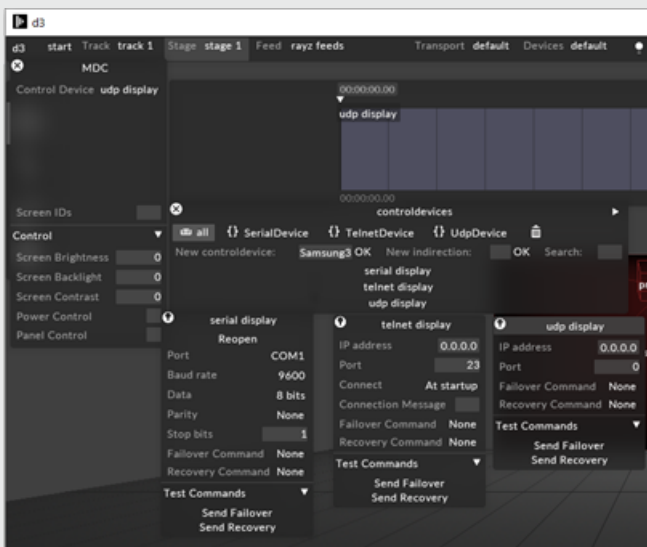 d3
d3 start Track track 1 Stage stage 1 Feed rayz feeds Transport default Devices default
MDC
Control Device udp display
Screen IDs
Control
Screen Brightness 0
Screen Backlight 0
Screen Contrast 0
Power Control
Panel Control
00:00:00.00
udp display
00:00:00.00
controldevices
all {} SerialDevice {} TelnetDevice {} UdpDevice
New controldevice: Samsung3 OK New indirection: OK Search:
serial display
telnet display
udp display
serial display
Reopen
Port COM1
Baud rate 9600
Data 8 bits
Parity None
Stop bits 1
Failover Command None
Recovery Command None
Test Commands
Send Failover
Send Recovery
telnet display
IP address 0.0.0.0
Port 23
Connect At startup
Connection Message
Failover Command None
Recovery Command None
Test Commands
Send Failover
Send Recovery
udp display
IP address 0.0.0.0
Port 0
Failover Command None
Recovery Command None
Test Commands
Send Failover
Send Recovery